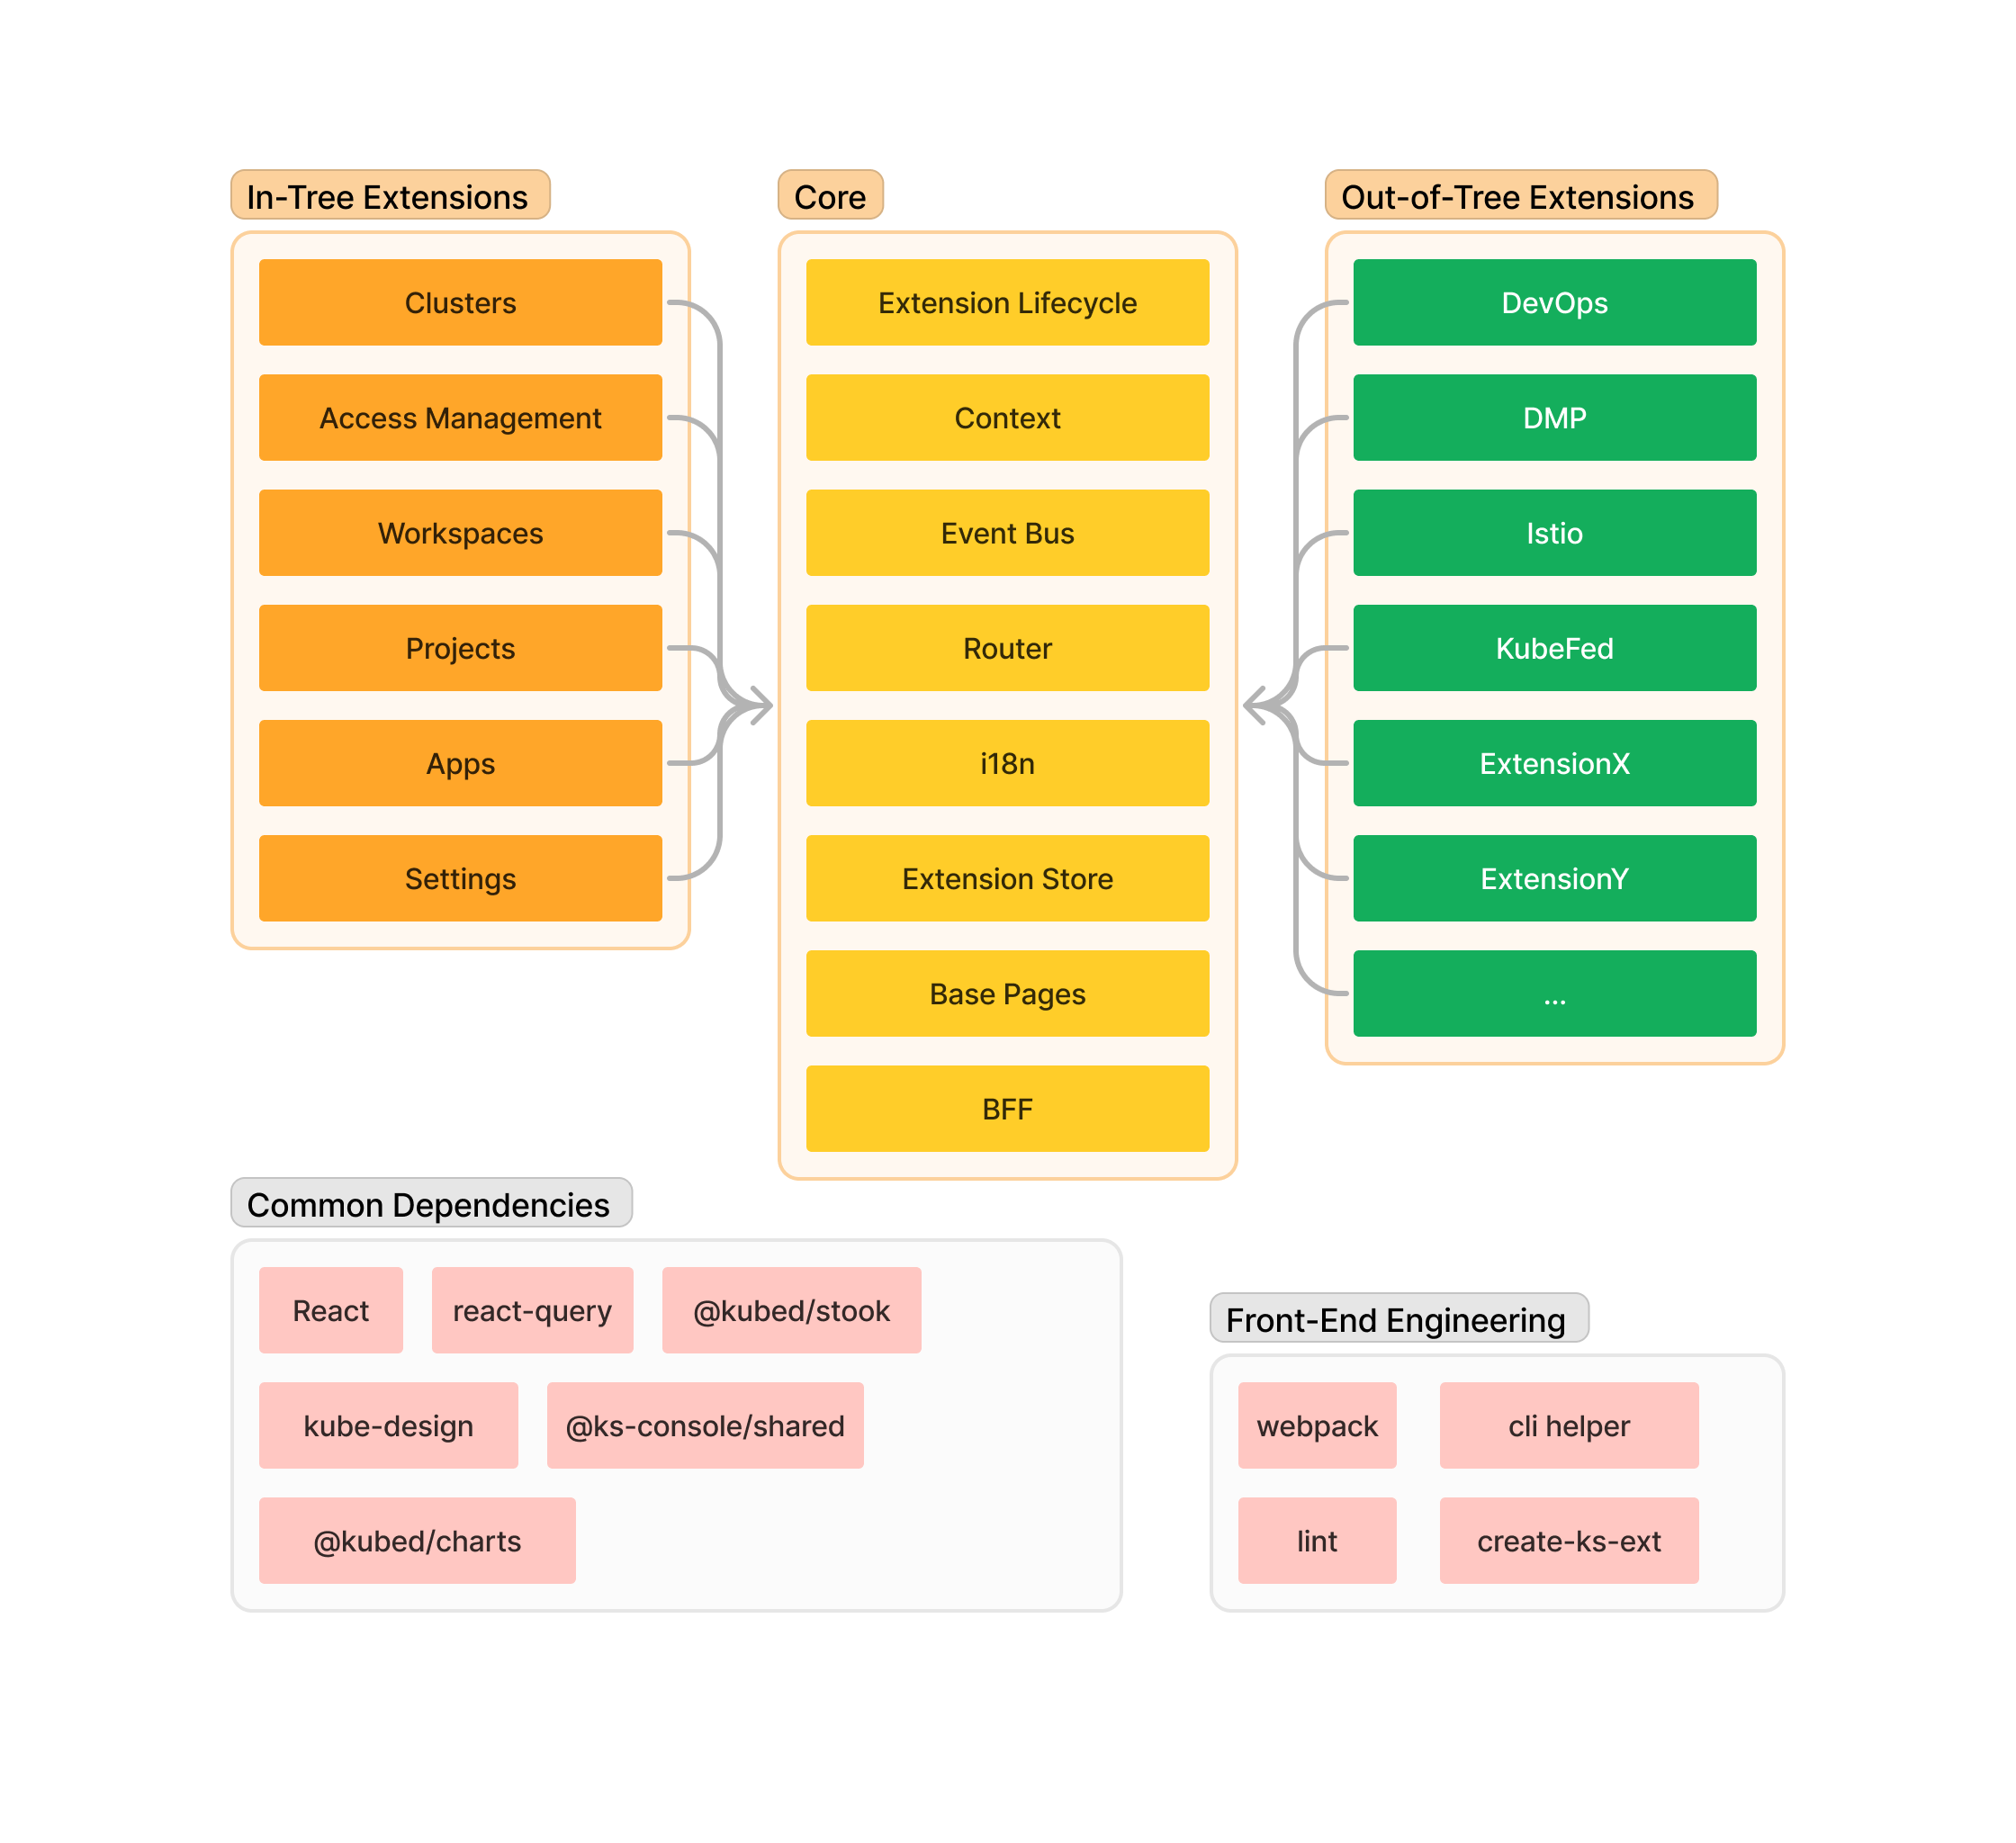 In-Tree Extensions
Clusters
Access Management
Workspaces
Projects
Apps
Settings
Core
Extension Lifecycle
Context
Event Bus
Router
i18n
Extension Store
Base Pages
BFF
Out-of-Tree Extensions
DevOps
DMP
Istio
KubeFed
ExtensionX
ExtensionY
...
Common Dependencies
React
react-query
@kubed/stook
kube-design
@ks-console/shared
@kubed/charts
Front-End Engineering
webpack
cli helper
lint
create-ks-ext